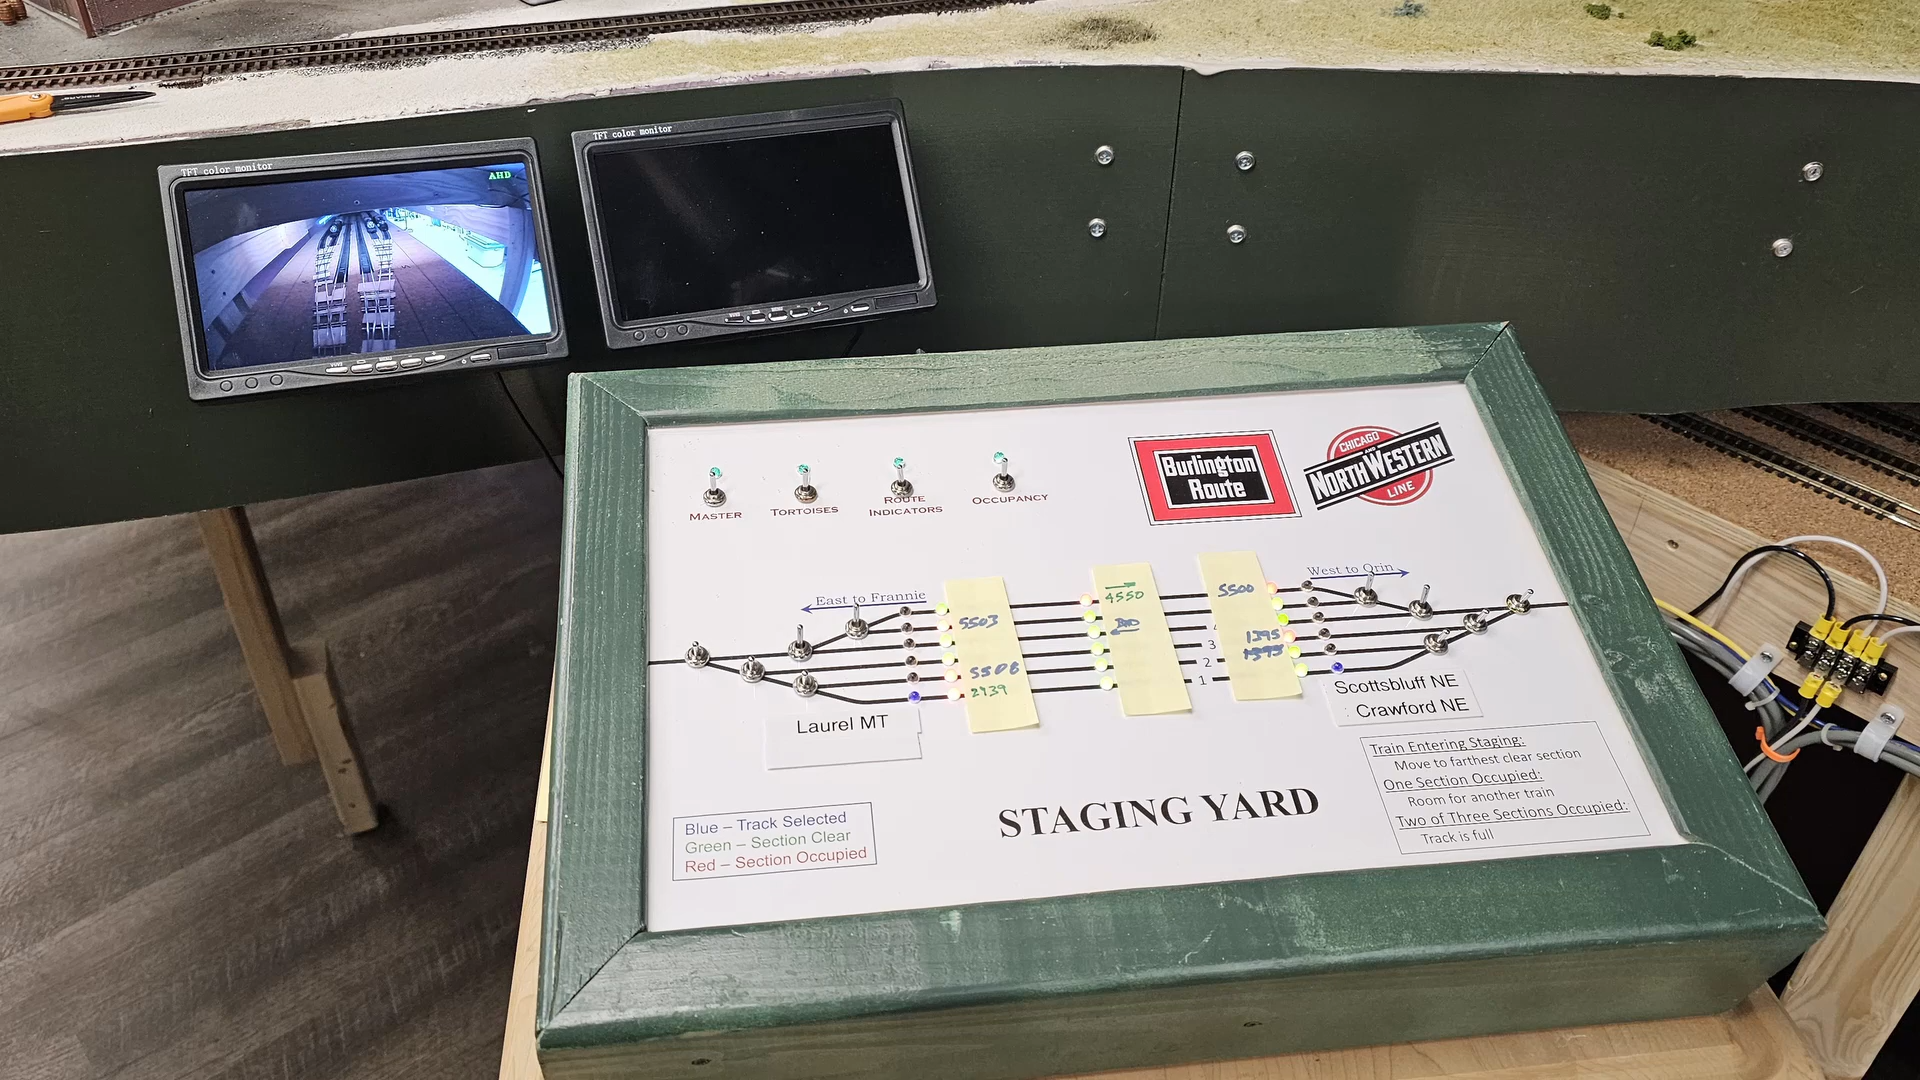 TFT color monitor
AHD
TFT color monitor
MASTER
TORTOISES
ROUTE
INDICATORS
OCCUPANCY
Burlington
Route
CHICAGO
AND
NORTH WESTERN
LINE
East to Frannie
West to Orin
5503
5508
2939
4550
5500
1395
4
3
2
1
Laurel MT
Scottsbluff NE
Crawford NE
STAGING YARD
Blue – Track Selected
Green – Section Clear
Red – Section Occupied
Train Entering Staging:
Move to farthest clear section
One Section Occupied:
Room for another train
Two of Three Sections Occupied:
Track is full